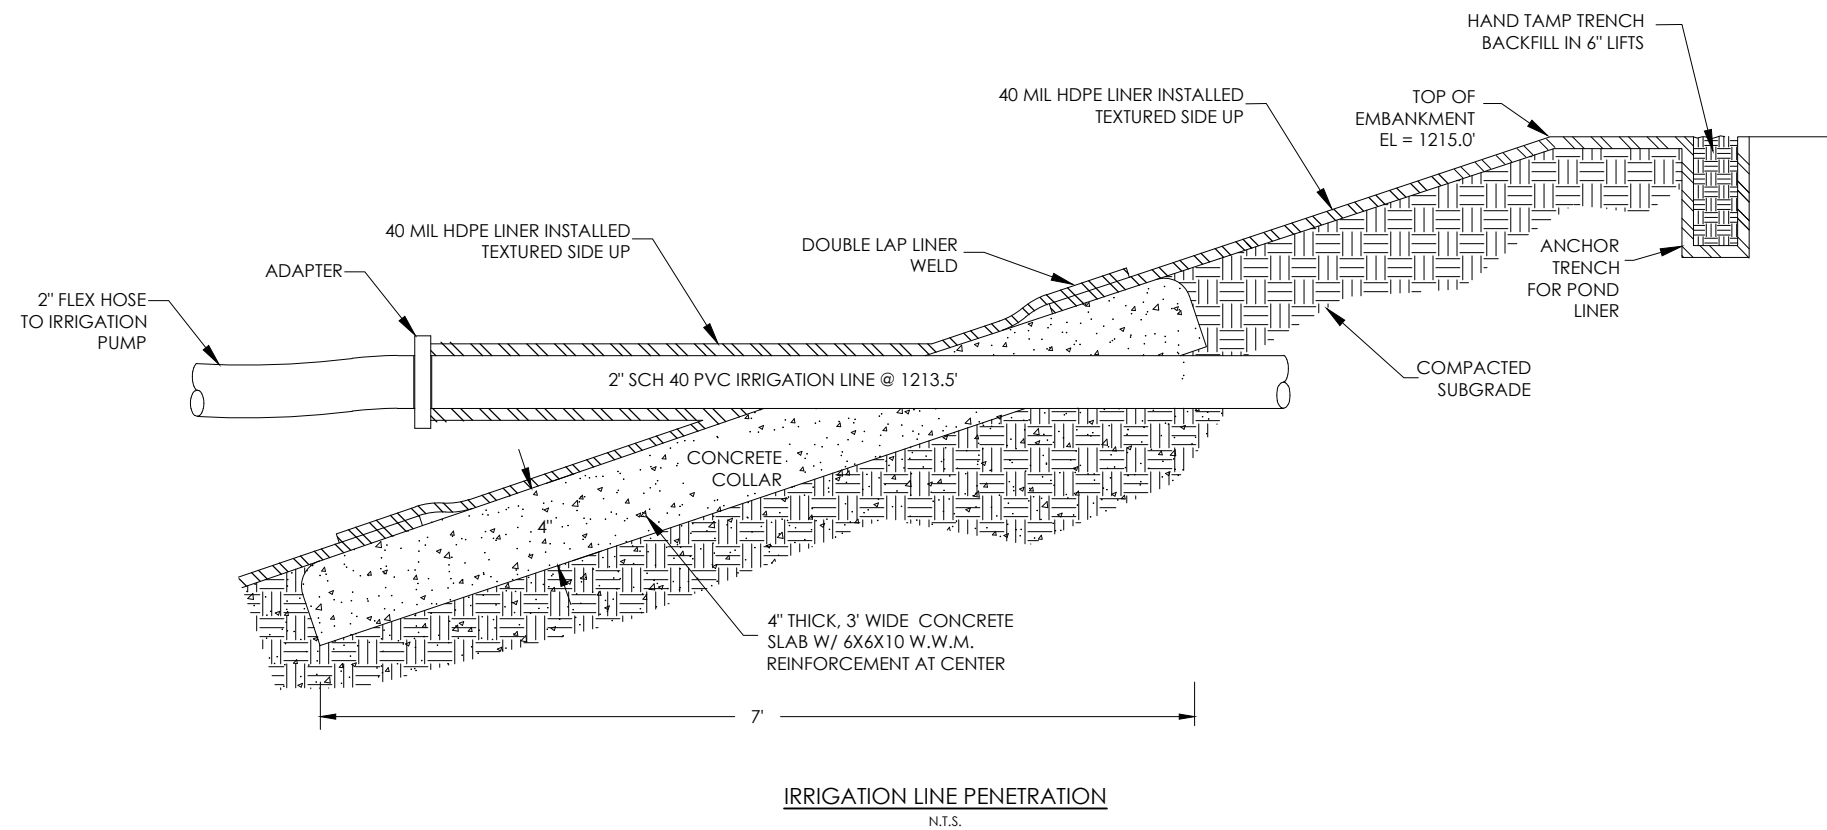 HAND TAMP TRENCH
BACKFILL IN 6" LIFTS
40 MIL HDPE LINER INSTALLED
TEXTURED SIDE UP
TOP OF
EMBANKMENT
EL = 1215.0'
40 MIL HDPE LINER INSTALLED
TEXTURED SIDE UP
DOUBLE LAP LINER
WELD
ANCHOR
TRENCH
FOR POND
LINER
ADAPTER
2" FLEX HOSE
TO IRRIGATION
PUMP
2" SCH 40 PVC IRRIGATION LINE @ 1213.5'
COMPACTED
SUBGRADE
CONCRETE
COLLAR
4"
4" THICK, 3' WIDE CONCRETE
SLAB W/ 6X6X10 W.W.M.
REINFORCEMENT AT CENTER
7'
IRRIGATION LINE PENETRATION
N.T.S.